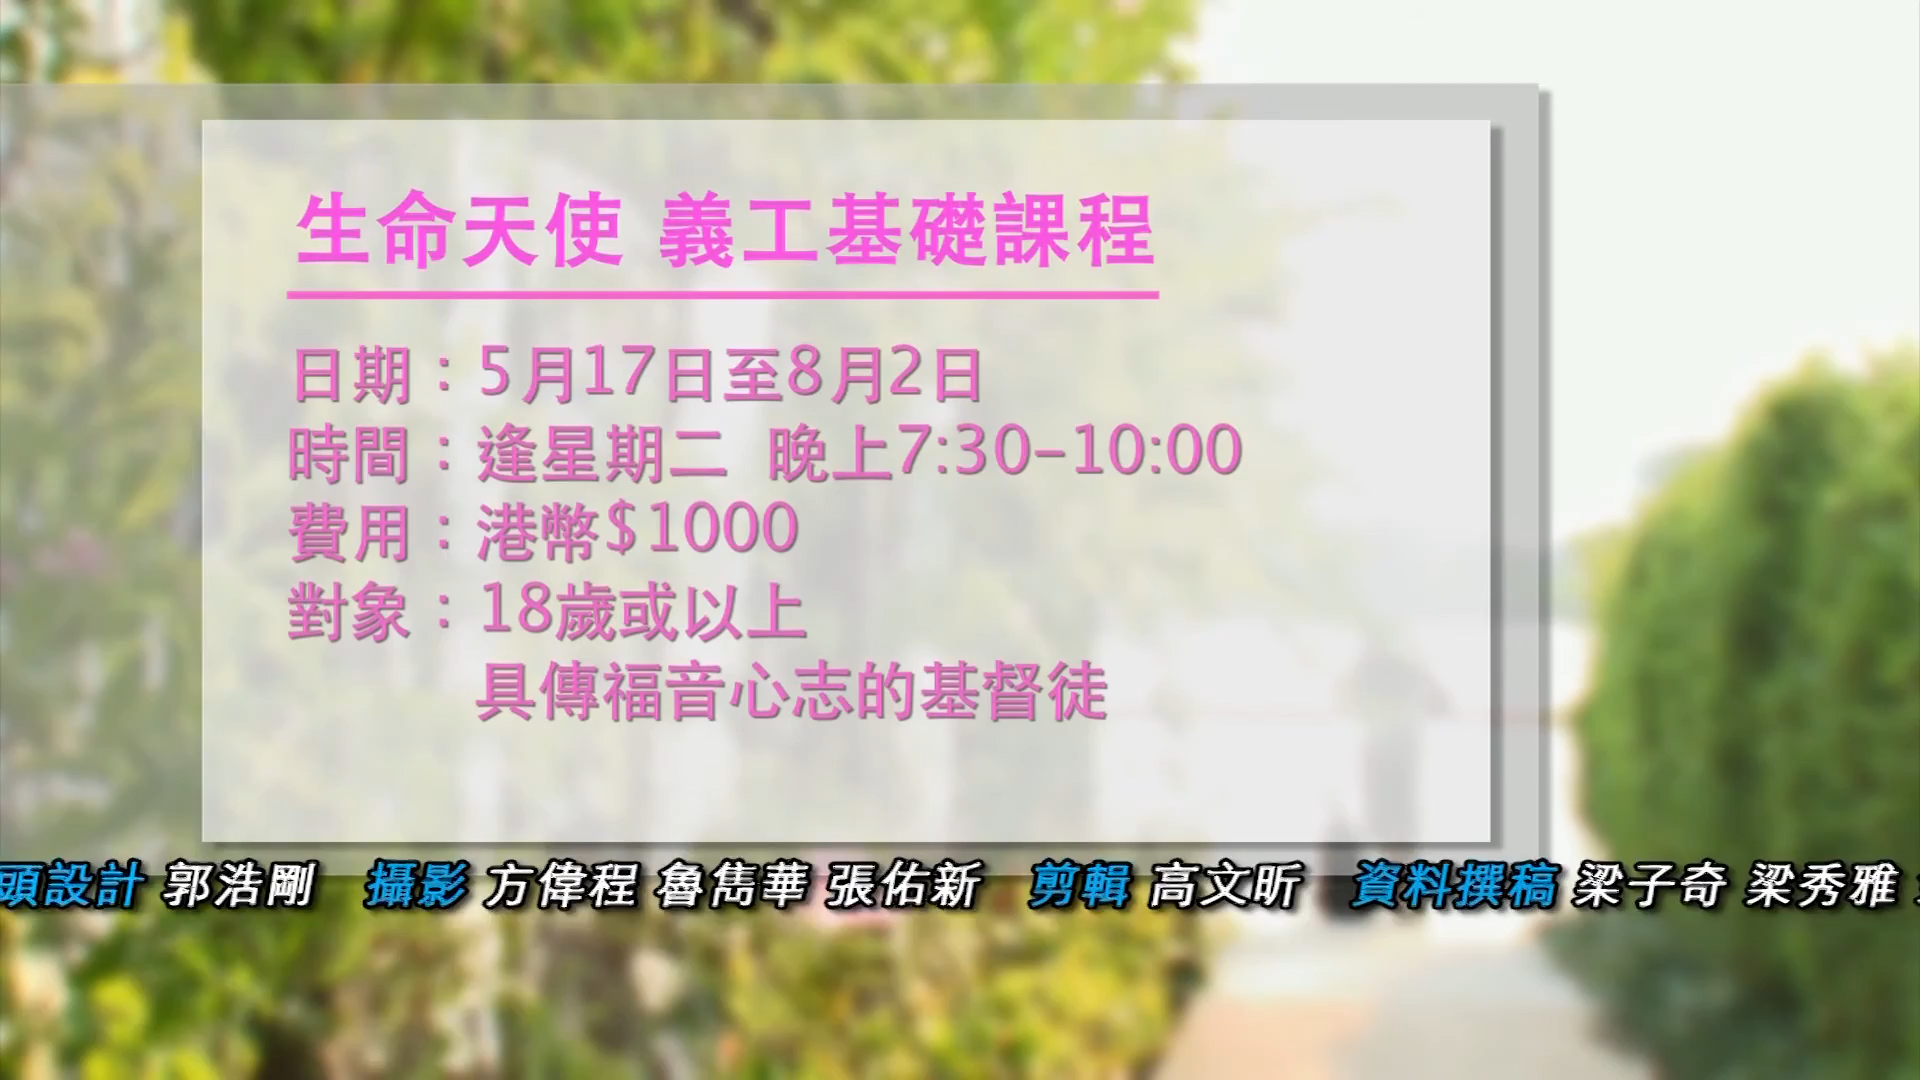 生命天使 義工基礎課程
日期：5月17日至8月2日
時間：逢星期二 晚上7:30-10:00
費用：港幣$1000
對象：18歲或以上
具傳福音心志的基督徒
頭設計 郭浩剛 攝影 方偉程 魯雋華 張佑新 剪輯 高文昕 資料撰稿 梁子奇 梁秀雅